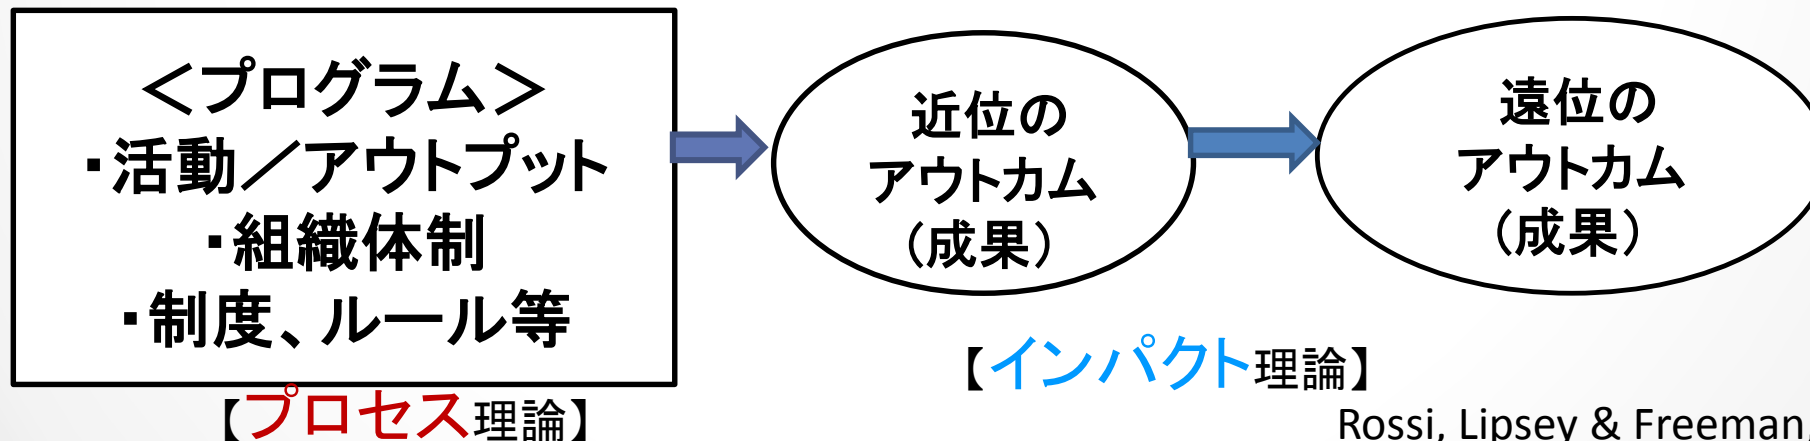 ＜プログラム＞
・活動／アウトプット
・組織体制
・制度、ルール等
【プロセス理論】
近位の
アウトカム
（成果）
遠位の
アウトカム
（成果）
【インパクト理論】
Rossi, Lipsey & Freeman,